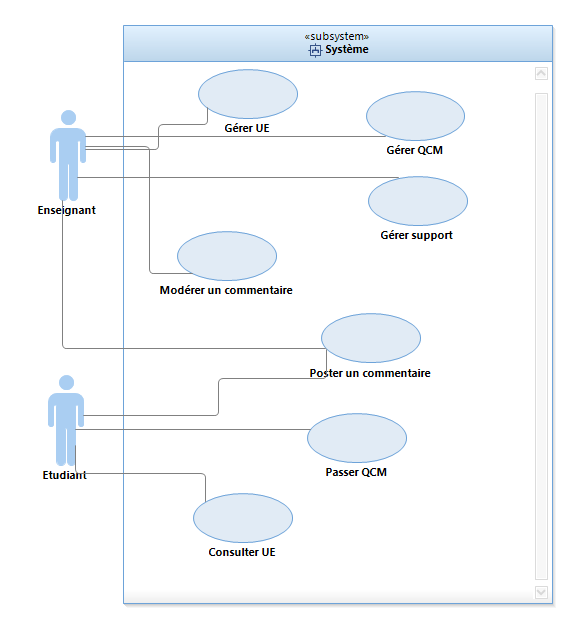 «subsystem»
Système
Gérer UE
Gérer QCM
Enseignant
Gérer support
Modérer un commentaire
Poster un commentaire
Etudiant
Passer QCM
Consulter UE